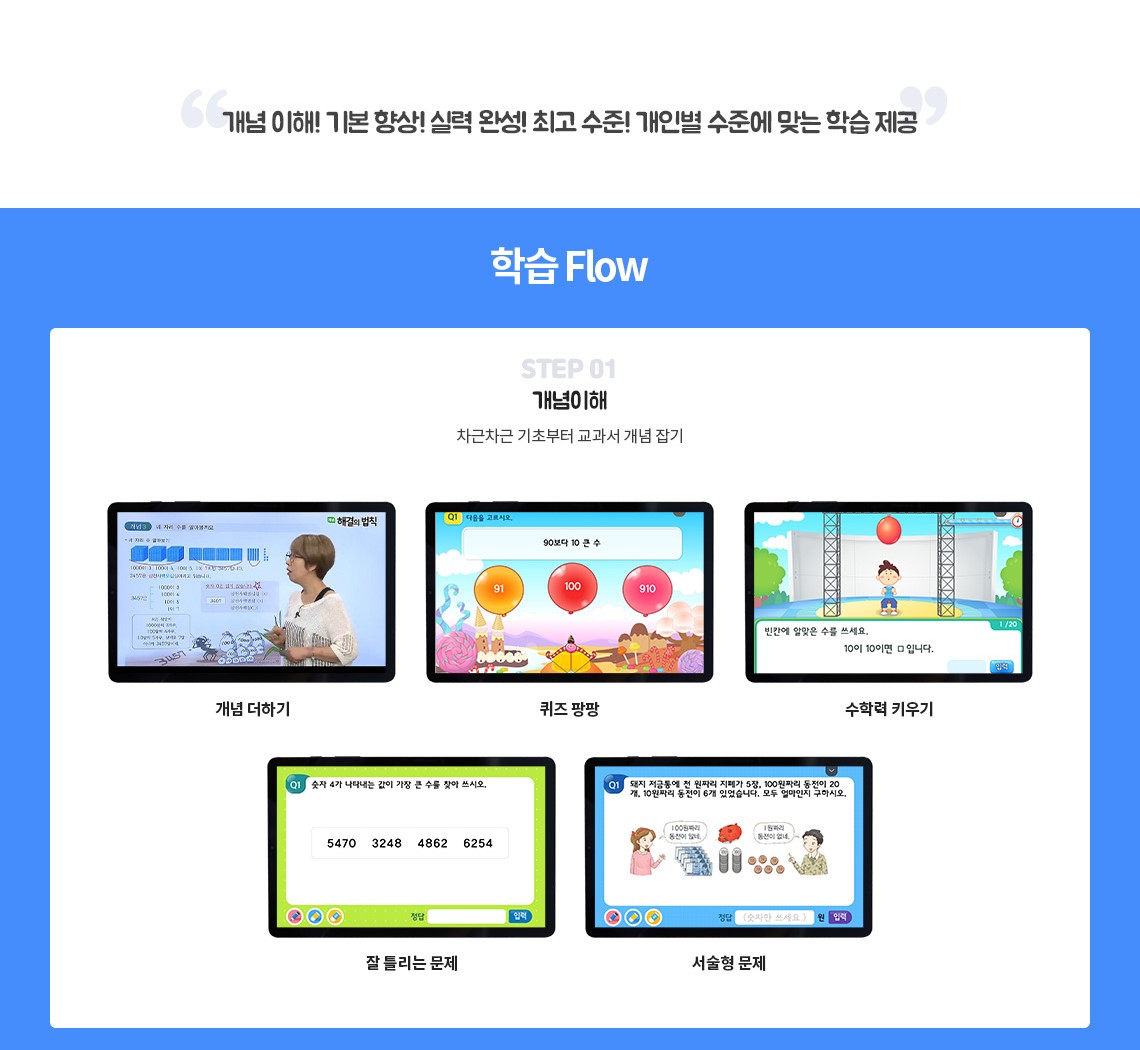 개념 이해! 기본 향상! 실력 완성! 최고 수준! 개인별 수준에 맞는 학습 제공
학습 Flow
STEP 01
개념이해
차근차근 기초부터 교과서 개념 잡기
개념 3 네 자리 수를 알아볼까요
해결의 법칙
개념 더하기
Q1 다음을 고르시오.
90보다 10 큰 수
91 100 910
퀴즈 팡팡
1 / 20
빈칸에 알맞은 수를 쓰세요.
10이 10이면 □입니다.
입력
수학력 키우기
Q1 숫자 4가 나타내는 값이 가장 큰 수를 찾아 쓰시오.
5470 3248 4862 6254
정답 입력
잘 틀리는 문제
Q1 돼지 저금통에 천 원짜리 지폐가 5장, 100원짜리 동전이 20
개, 10원짜리 동전이 6개 있었습니다. 모두 얼마인지 구하시오.
100원짜리
동전이 많네.
1원짜리
동전이 없네.
정답 (숫자만 쓰세요.) 원 입력
서술형 문제